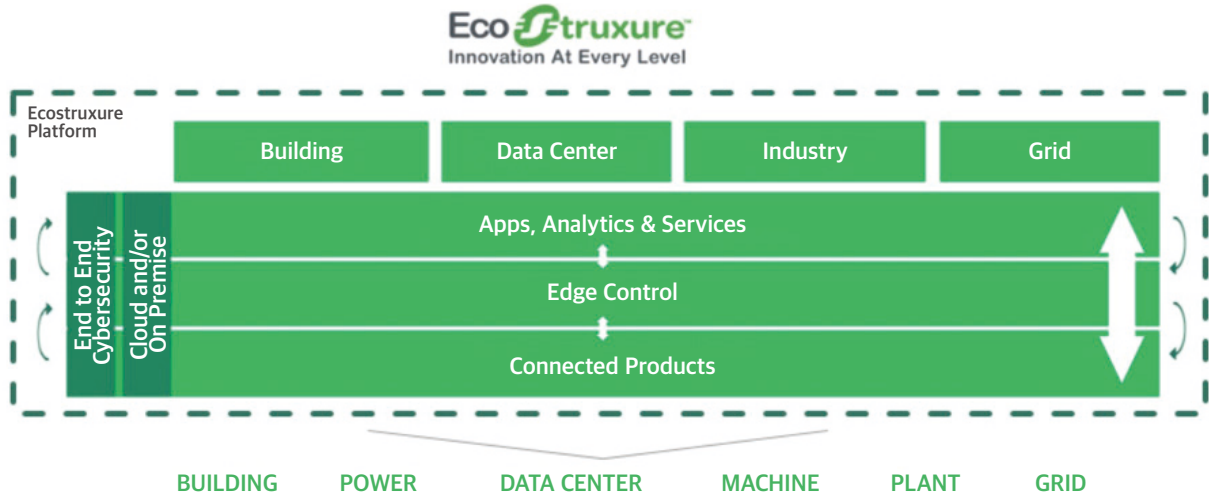 EcoStruxure™
Innovation At Every Level
Ecostruxure
Platform
Building
Data Center
Industry
Grid
End to End
Cybersecurity
Cloud and/or
On Premise
Apps, Analytics & Services
Edge Control
Connected Products
BUILDING
POWER
DATA CENTER
MACHINE
PLANT
GRID